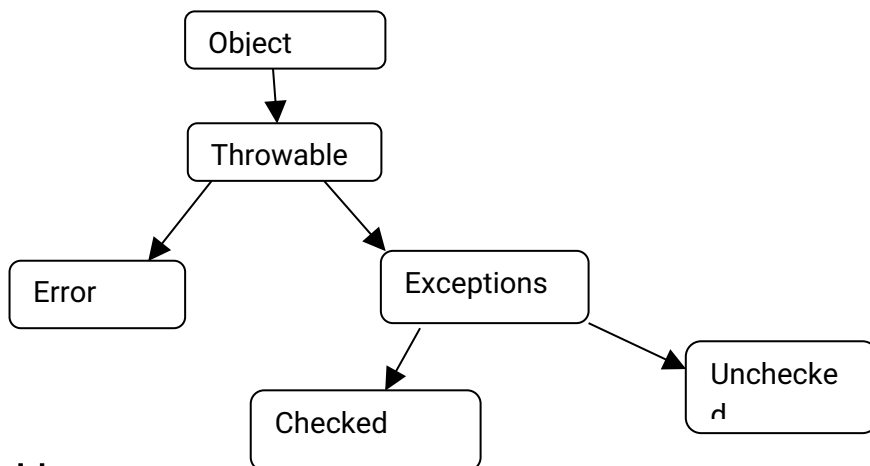 Object
Throwable
Error
Exceptions
Checked
Unchecke
d